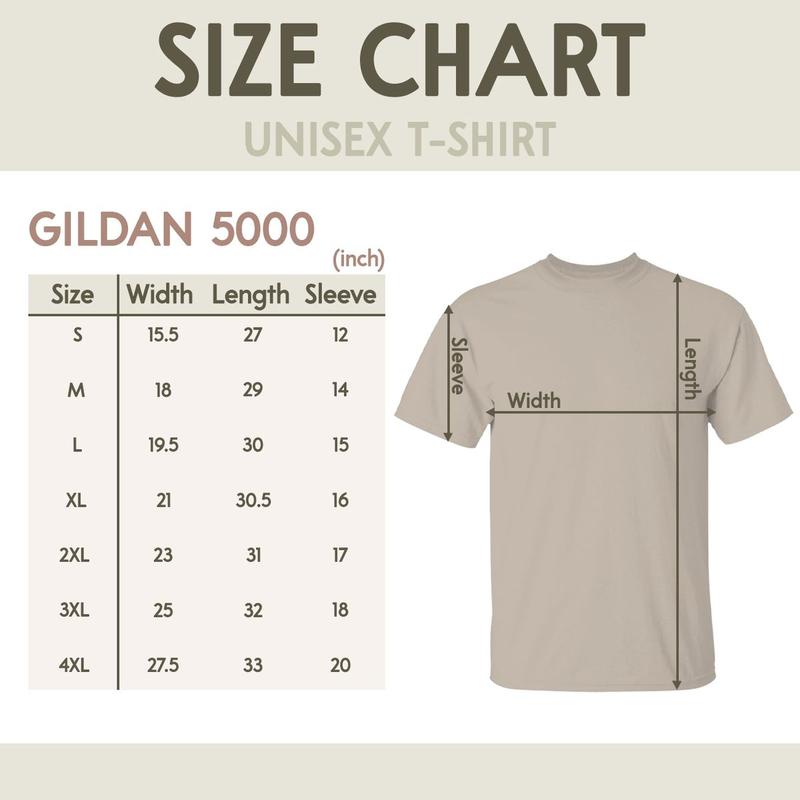 SIZE CHART
UNISEX T-SHIRT
GILDAN 5000
(inch)
Size Width Length Sleeve
S 15.5 27 12
M 18 29 14
L 19.5 30 15
XL 21 30.5 16
2XL 23 31 17
3XL 25 32 18
4XL 27.5 33 20
Sleeve
Width
Length